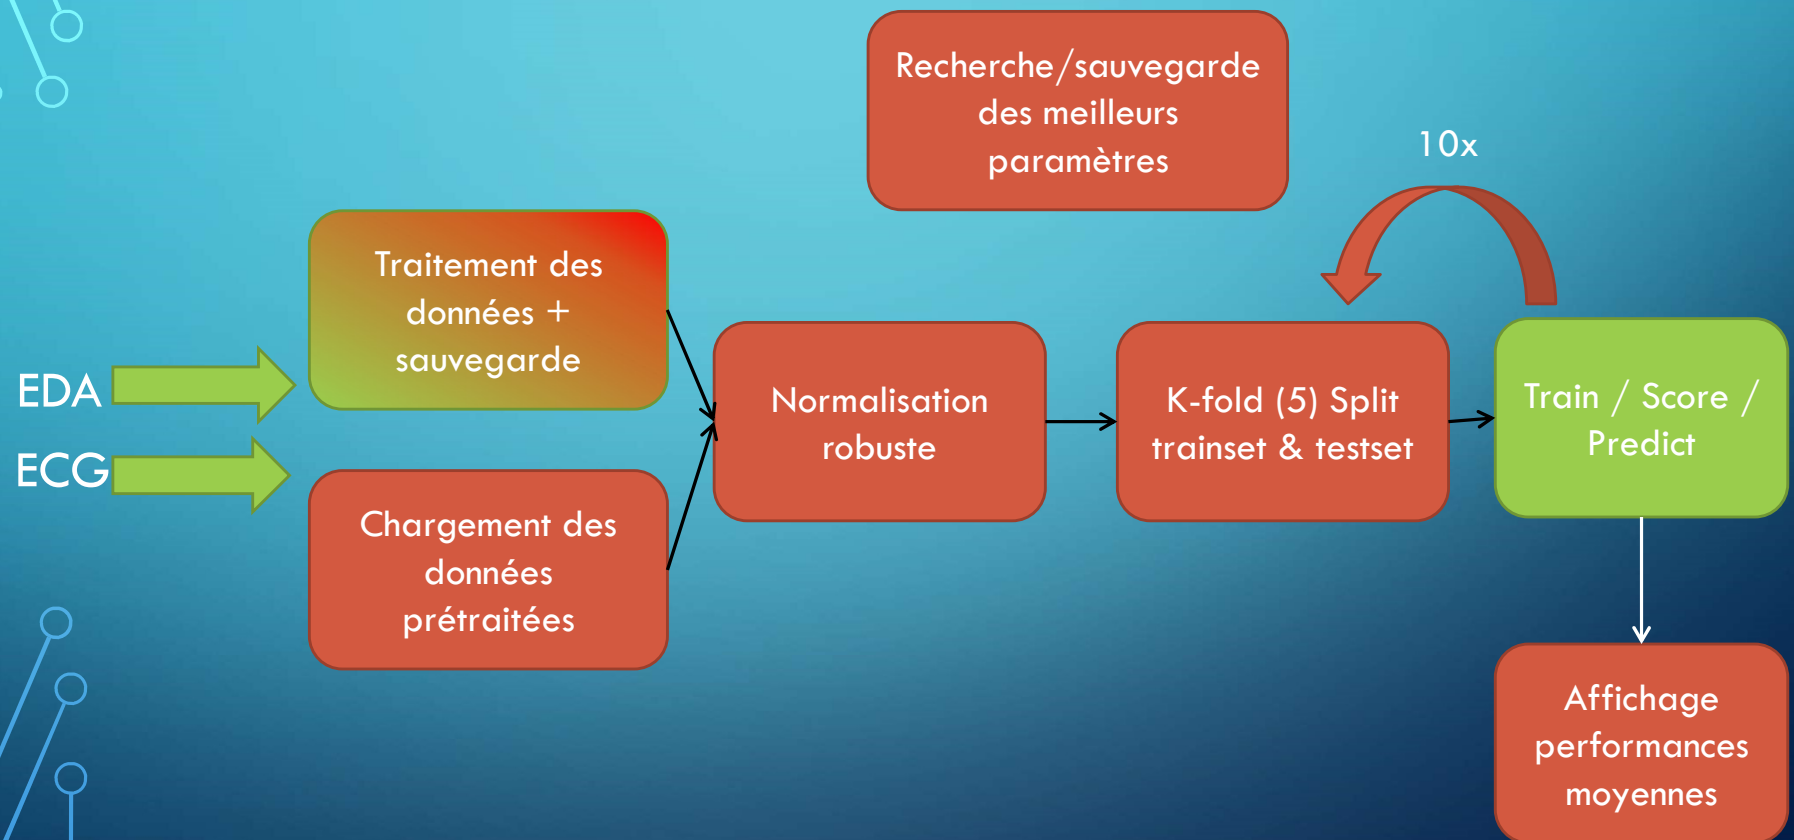 Recherche/sauvegarde
des meilleurs
paramètres
10x
Traitement des
données +
sauvegarde
EDA
ECG
Chargement des
données
prétraitées
Normalisation
robuste
K-fold (5) Split
trainset & testset
Train / Score /
Predict
Affichage
performances
moyennes